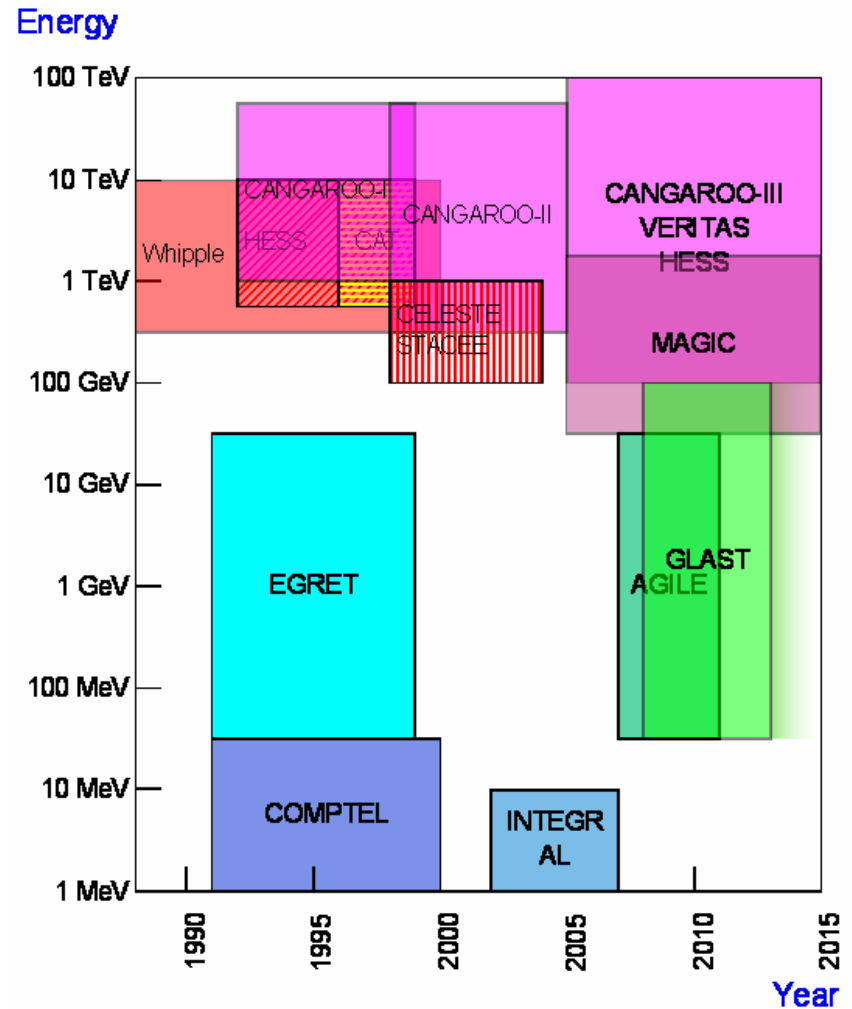 Energy
100 TeV
10 TeV
1 TeV
100 GeV
10 GeV
1 GeV
100 MeV
10 MeV
1 MeV
Whipple
CANGAROO-I
HESS
CAT
CANGAROO-II
CELESTE
STACEE
CANGAROO-III
VERITAS
HESS
MAGIC
EGRET
GLAST
AGILE
COMPTEL
INTEGR
AL
1990
1995
2000
2005
2010
2015
Year